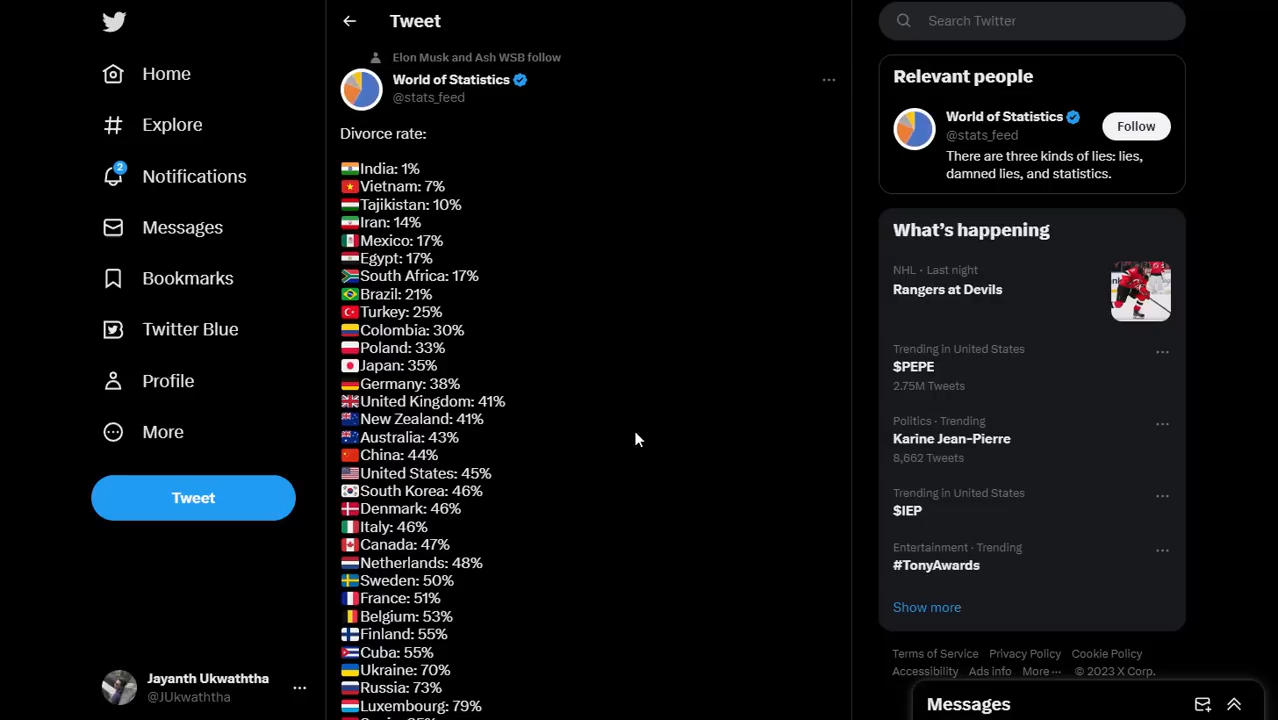 Home
Explore
2
Notifications
Messages
Bookmarks
Twitter Blue
Profile
More
Tweet
Jayanth Ukwaththa
@JUkwaththa
Tweet
Elon Musk and Ash WSB follow
World of Statistics
@stats_feed
Divorce rate:
India: 1%
Vietnam: 7%
Tajikistan: 10%
Iran: 14%
Mexico: 17%
Egypt: 17%
South Africa: 17%
Brazil: 21%
Turkey: 25%
Colombia: 30%
Poland: 33%
Japan: 35%
Germany: 38%
United Kingdom: 41%
New Zealand: 41%
Australia: 43%
China: 44%
United States: 45%
South Korea: 46%
Denmark: 46%
Italy: 46%
Canada: 47%
Netherlands: 48%
Sweden: 50%
France: 51%
Belgium: 53%
Finland: 55%
Cuba: 55%
Ukraine: 70%
Russia: 73%
Luxembourg: 79%
Search Twitter
Relevant people
World of Statistics
@stats_feed
Follow
There are three kinds of lies: lies,
damned lies, and statistics.
What's happening
NHL · Last night
Rangers at Devils
Trending in United States
$PEPE
2.75M Tweets
Politics · Trending
Karine Jean-Pierre
8,662 Tweets
Trending in United States
$IEP
Entertainment · Trending
#TonyAwards
Show more
Terms of Service Privacy Policy Cookie Policy
Accessibility Ads info More ··· © 2023 X Corp.
Messages